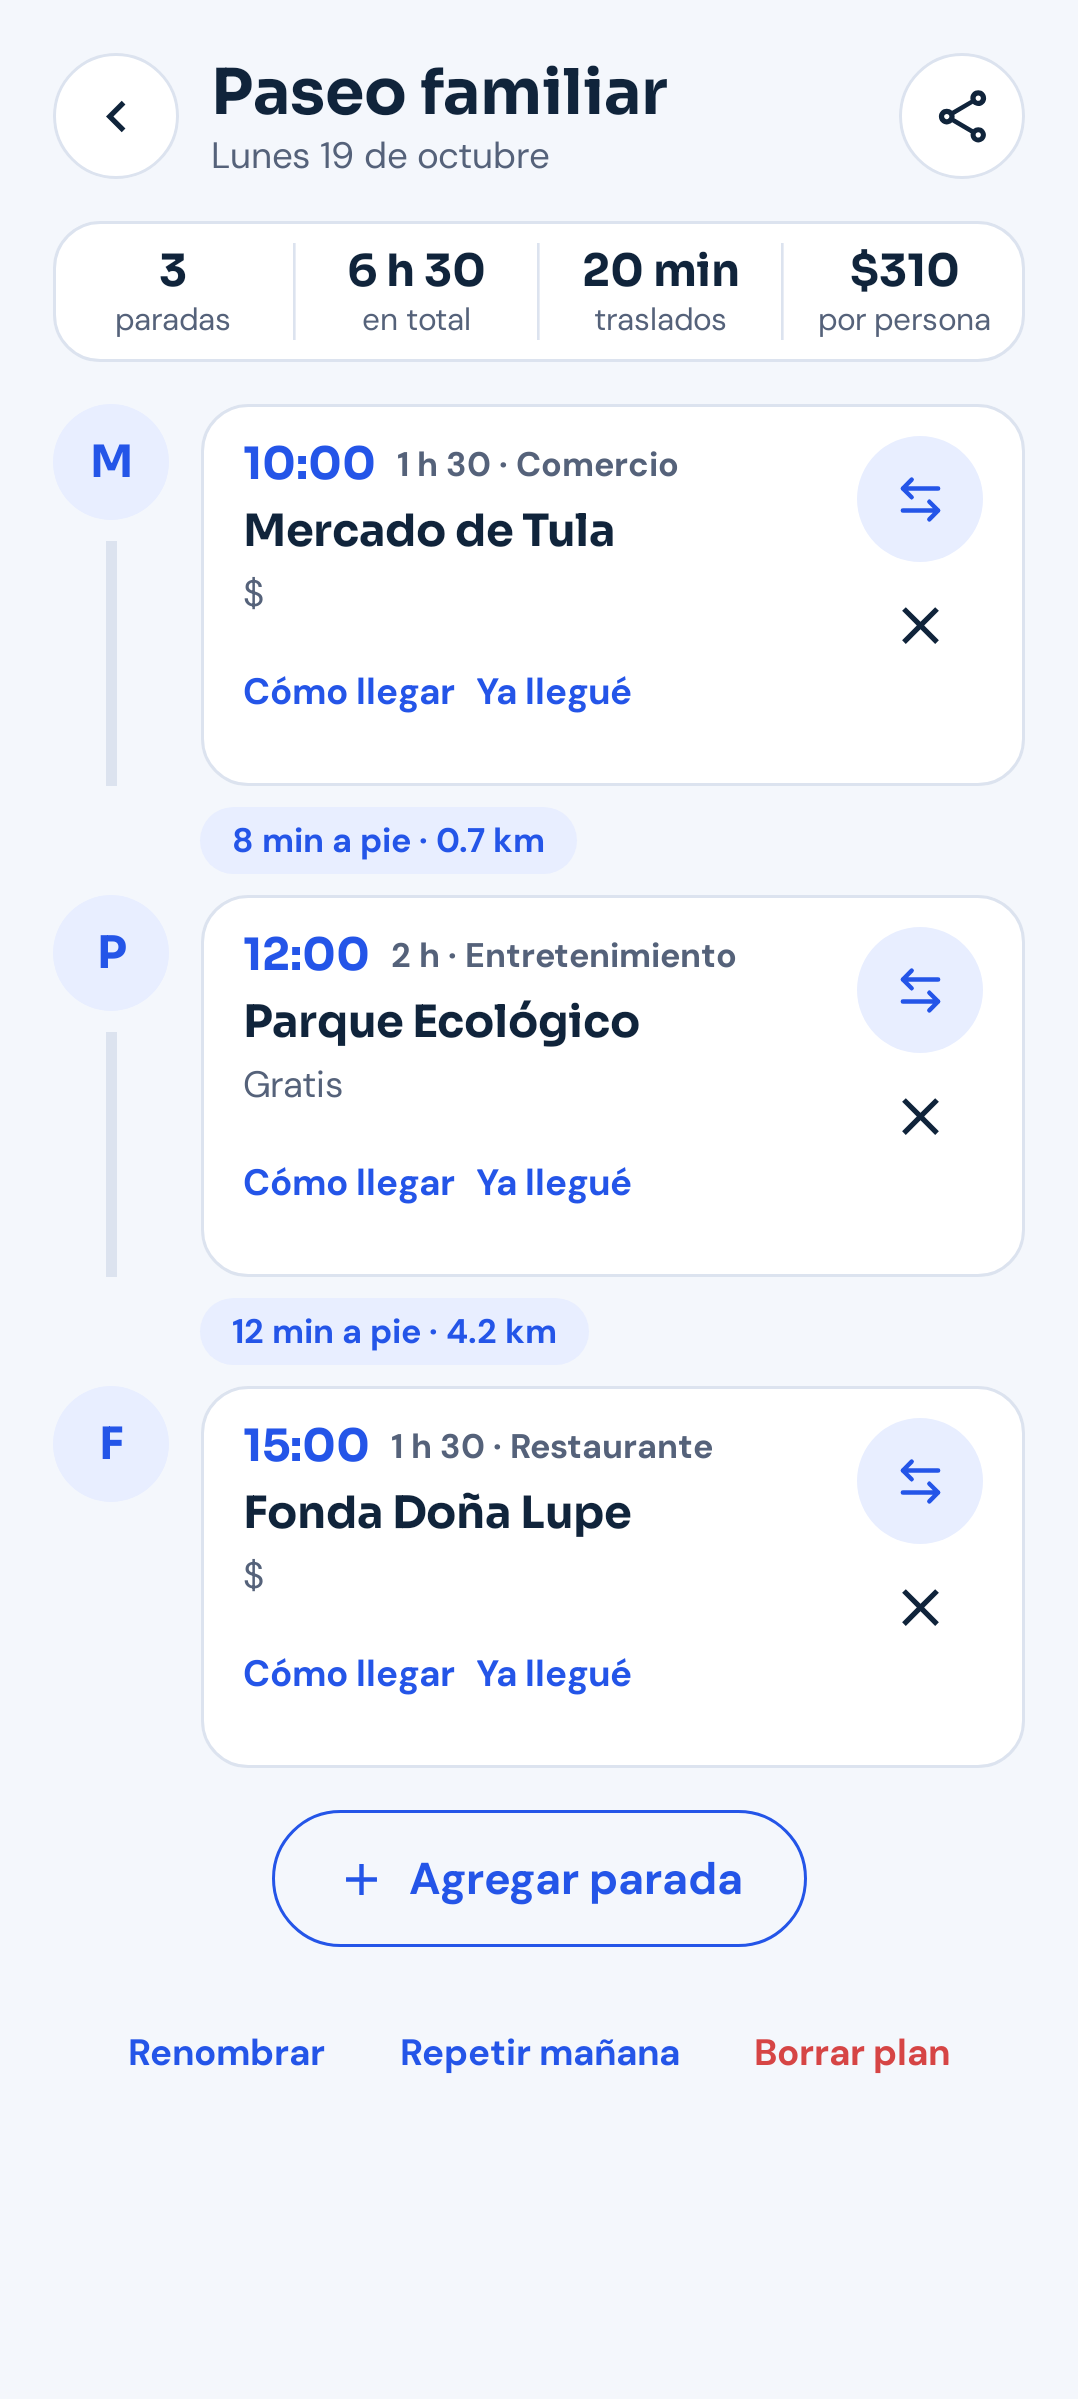 Paseo familiar
Lunes 19 de octubre
3
paradas
6 h 30
en total
20 min
traslados
$310
por persona
M
10:00 1 h 30 · Comercio
Mercado de Tula
$
Cómo llegar Ya llegué
8 min a pie · 0.7 km
P
12:00 2 h · Entretenimiento
Parque Ecológico
Gratis
Cómo llegar Ya llegué
12 min a pie · 4.2 km
F
15:00 1 h 30 · Restaurante
Fonda Doña Lupe
$
Cómo llegar Ya llegué
+ Agregar parada
Renombrar Repetir mañana Borrar plan